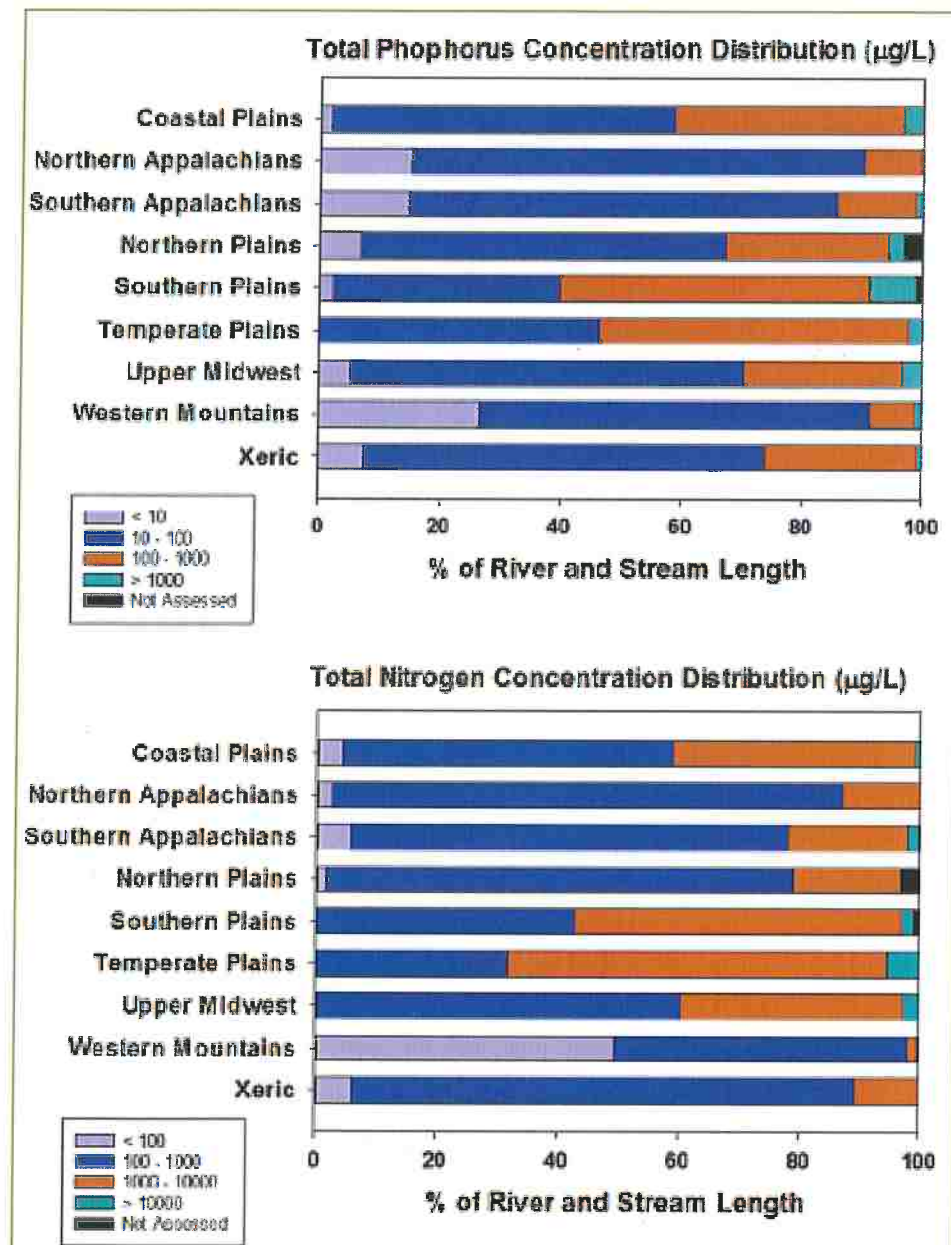 Total Phophorus Concentration Distribution (µg/L)
Coastal Plains
Northern Appalachians
Southern Appalachians
Northern Plains
Southern Plains
Temperate Plains
Upper Midwest
Western Mountains
Xeric
0 20 40 60 80 100
% of River and Stream Length
< 10
10 - 100
100 - 1000
> 1000
Not Assessed
Total Nitrogen Concentration Distribution (µg/L)
Coastal Plains
Northern Appalachians
Southern Appalachians
Northern Plains
Southern Plains
Temperate Plains
Upper Midwest
Western Mountains
Xeric
0 20 40 60 80 100
% of River and Stream Length
< 100
100 - 1000
1000 - 10000
> 10000
Not Assessed